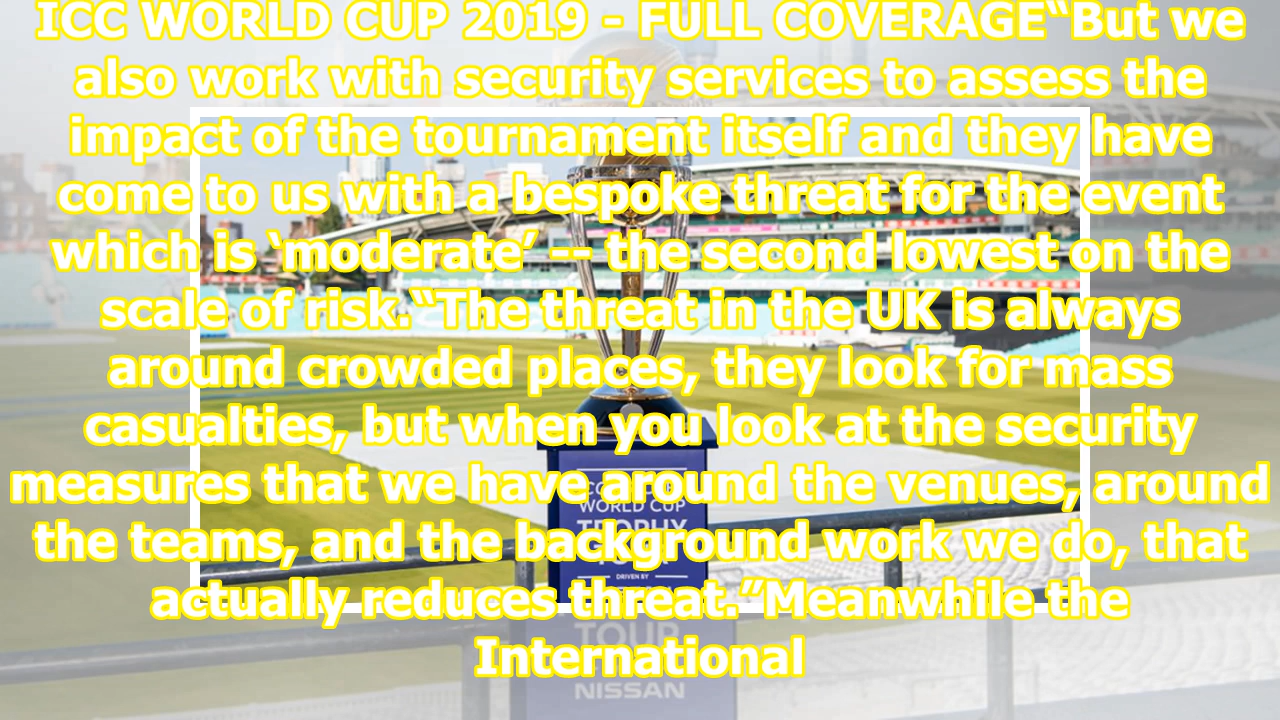 ICC WORLD CUP 2019 - FULL COVERAGE“But we
also work with security services to assess the
impact of the tournament itself and they have
come to us with a bespoke threat for the event
which is ‘moderate’ -- the second lowest on the
scale of risk.“The threat in the UK is always
around crowded places, they look for mass
casualties, but when you look at the security
measures that we have around the venues, around
the teams, and the background work we do, that
actually reduces threat.”Meanwhile the
International
WORLD CUP
TROPHY
DRIVEN BY
TOUR
NISSAN